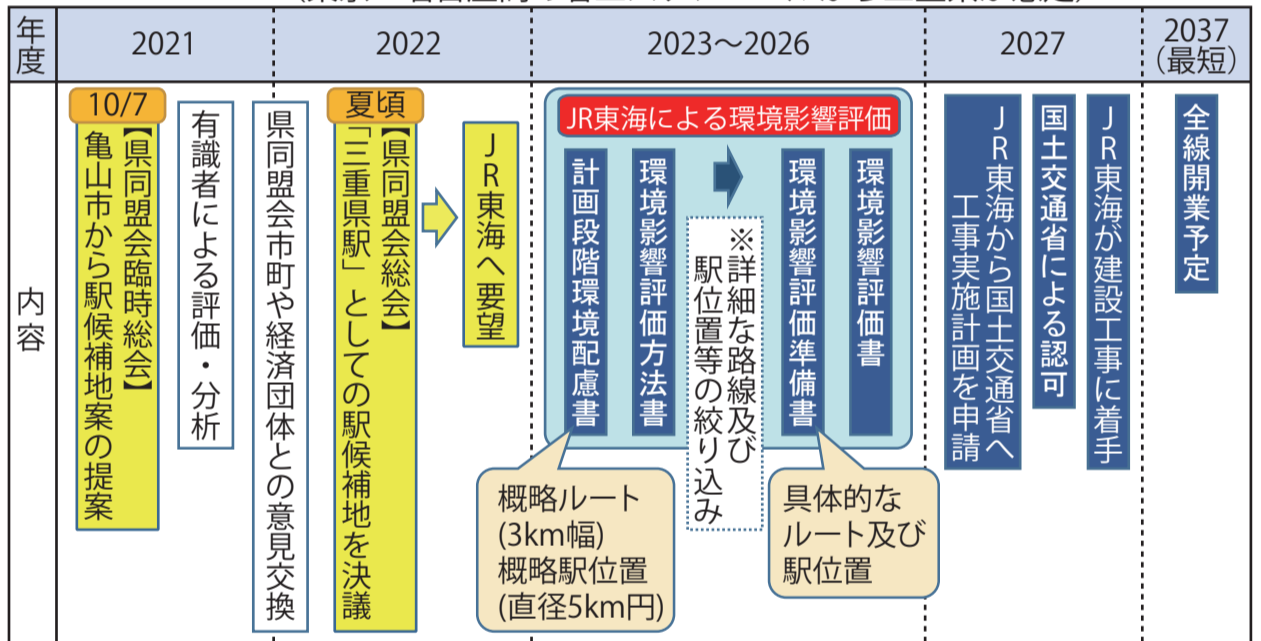 年度
2021
2022
2023～2026
2027
2037
(最短)
内容
10/7
【県同盟会臨時総会】
亀山市から駅候補地案の提案
有識者による評価・分析
県同盟会市町や経済団体との意見交換
夏頃
【県同盟会総会】
「三重県駅」としての駅候補地を決議
JR東海へ要望
JR東海による環境影響評価
計画段階環境配慮書
環境影響評価方法書
※詳細な路線及び
駅位置等の絞り込み
環境影響評価準備書
環境影響評価書
概略ルート
(3km幅)
概略駅位置
(直径5km円)
具体的な
ルート及び
駅位置
JR東海から国土交通省へ
工事実施計画を申請
国土交通省による認可
JR東海が建設工事に着手
全線開業予定